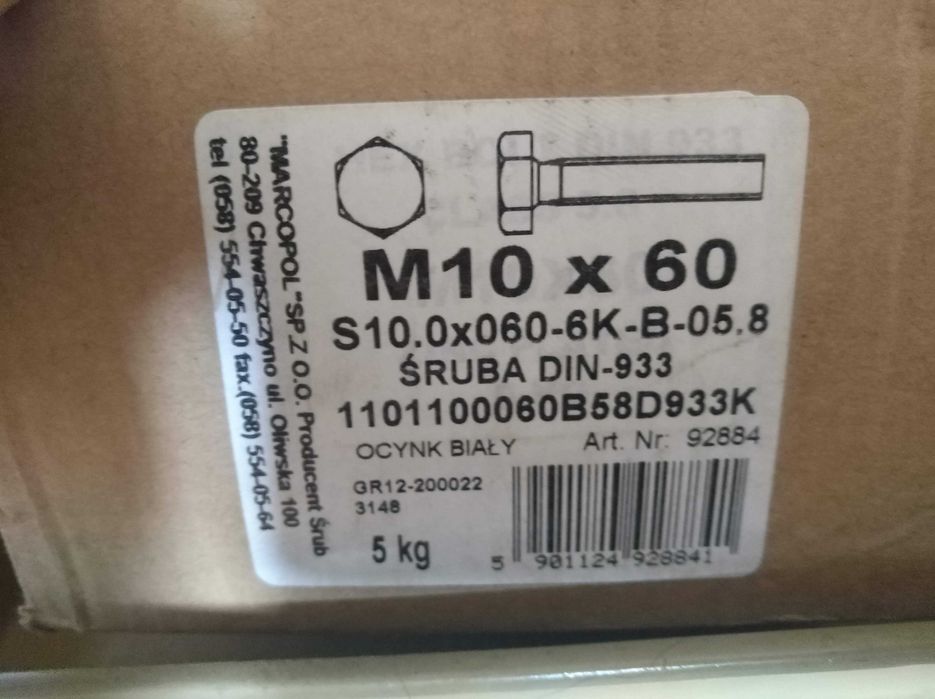 M10 x 60
S10.0x060-6K-B-05.8
ŚRUBA DIN-933
1101100060B58D933K
OCYNK BIAŁY Art. Nr: 92884
GR12-200022
3148
5 kg
5 901124 928841
"MARCOPOL" SP Z O.O. Producent Śrub
80-209 Chwaszczyno ul. Oliwska 100
tel (058) 554-05-50 fax.(058) 554-05-64